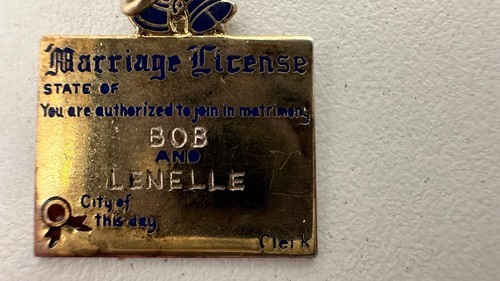 Marriage License
STATE OF
You are authorized to join in matrimony
BOB
AND
LENELLE
City of
this day
Clerk